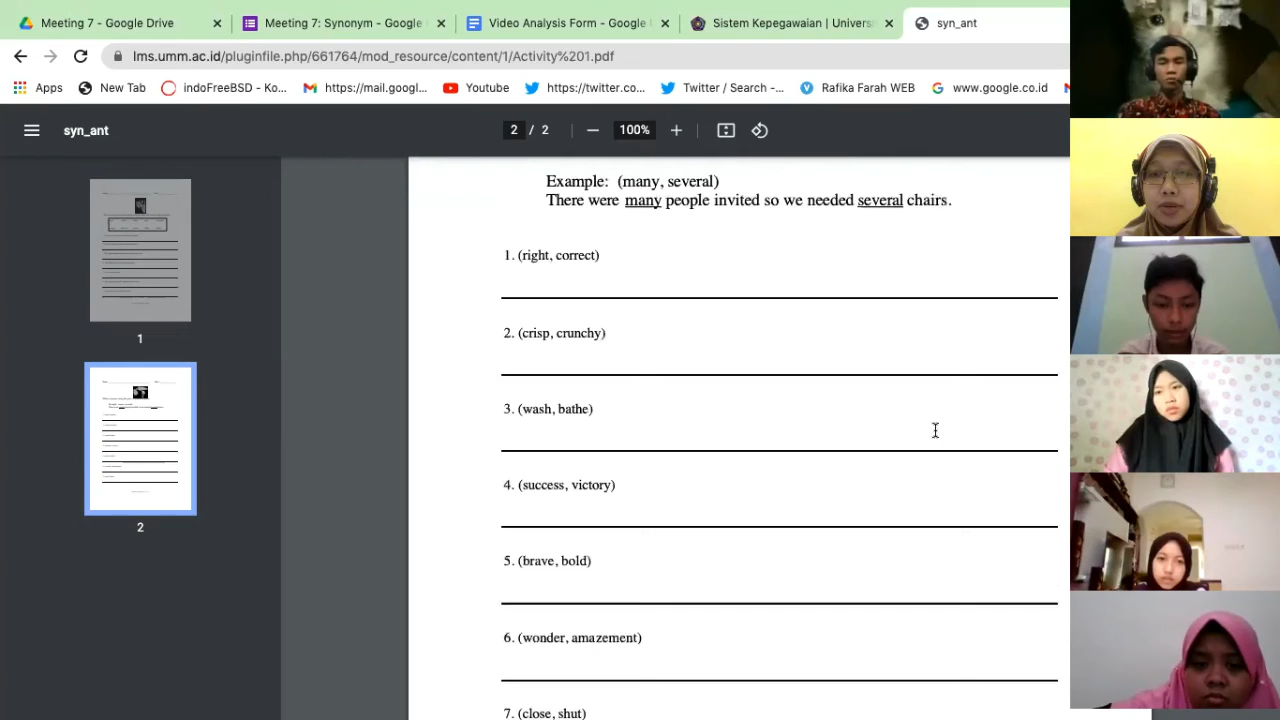 Meeting 7 - Google Drive
Meeting 7: Synonym - Google
Video Analysis Form - Google
Sistem Kepegawaian | Univers
syn_ant
lms.umm.ac.id/pluginfile.php/661764/mod_resource/content/1/Activity%201.pdf
Apps
New Tab
indoFreeBSD - Ko...
https://mail.googl...
Youtube
https://twitter.co...
Twitter / Search -...
Rafika Farah WEB
www.google.co.id
syn_ant
2 / 2
100%
1
2
Example: (many, several)
There were many people invited so we needed several chairs.
1. (right, correct)
2. (crisp, crunchy)
3. (wash, bathe)
4. (success, victory)
5. (brave, bold)
6. (wonder, amazement)
7. (close, shut)